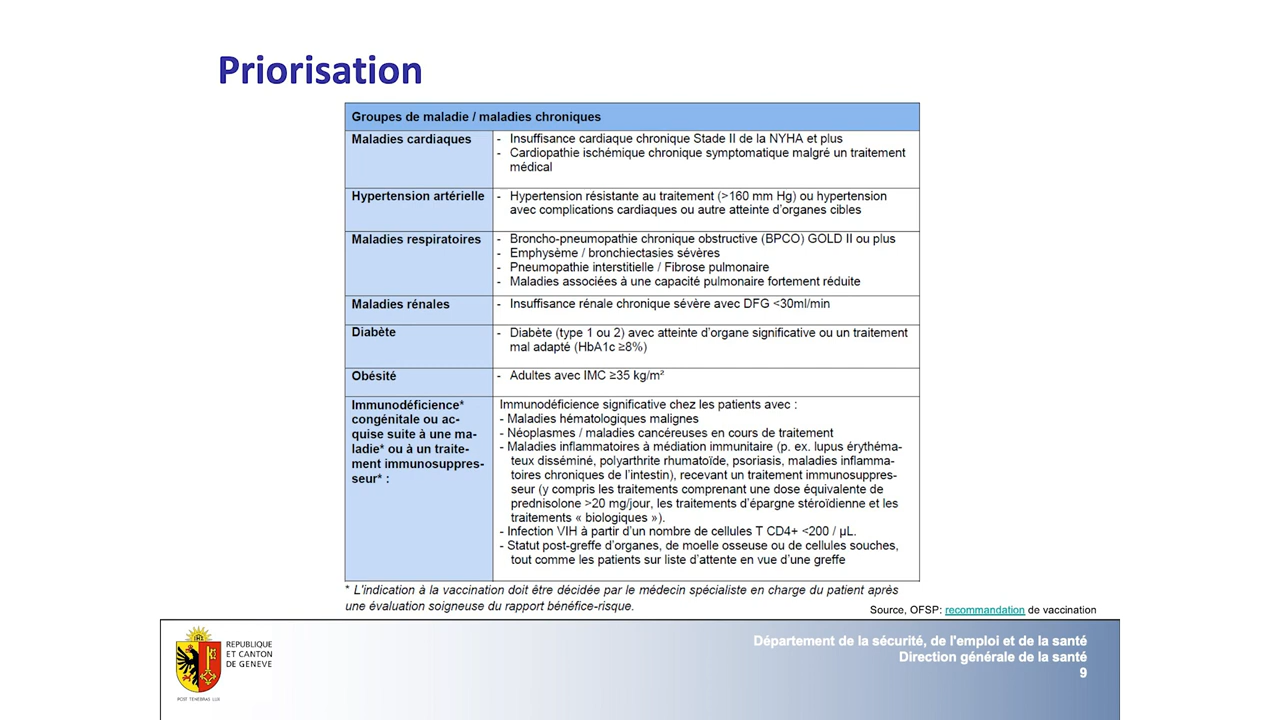 Priorisation
Groupes de maladie / maladies chroniques
Maladies cardiaques
- Insuffisance cardiaque chronique Stade II de la NYHA et plus
- Cardiopathie ischémique chronique symptomatique malgré un traitement
médical
Hypertension artérielle
- Hypertension résistante au traitement (>160 mm Hg) ou hypertension
avec complications cardiaques ou autre atteinte d'organes cibles
Maladies respiratoires
- Broncho-pneumopathie chronique obstructive (BPCO) GOLD II ou plus
- Emphysème / bronchiectasies sévères
- Pneumopathie interstitielle / Fibrose pulmonaire
- Maladies associées à une capacité pulmonaire fortement réduite
Maladies rénales
- Insuffisance rénale chronique sévère avec DFG <30ml/min
Diabète
- Diabète (type 1 ou 2) avec atteinte d'organe significative ou un traitement
mal adapté (HbA1c ≥8%)
Obésité
- Adultes avec IMC ≥35 kg/m²
Immunodéficience*
congénitale ou ac-
quise suite à une ma-
ladie* ou à un traite-
ment immunosuppres-
seur* :
Immunodéficience significative chez les patients avec :
- Maladies hématologiques malignes
- Néoplasmes / maladies cancéreuses en cours de traitement
- Maladies inflammatoires à médiation immunitaire (p. ex. lupus érythéma-
teux disséminé, polyarthrite rhumatoïde, psoriasis, maladies inflamma-
toires chroniques de l'intestin), recevant un traitement immunosuppres-
seur (y compris les traitements comprenant une dose équivalente de
prednisolone >20 mg/jour, les traitements d'épargne stéroïdienne et les
traitements « biologiques »).
- Infection VIH à partir d'un nombre de cellules T CD4+ <200 / µL.
- Statut post-greffe d'organes, de moelle osseuse ou de cellules souches,
tout comme les patients sur liste d'attente en vue d'une greffe
* L'indication à la vaccination doit être décidée par le médecin spécialiste en charge du patient après
une évaluation soigneuse du rapport bénéfice-risque.
Source, OFSP: recommandation de vaccination
REPUBLIQUE
ET CANTON
DE GENEVE
POST TENEBRAS LUX
Département de la sécurité, de l'emploi et de la santé
Direction générale de la santé
9